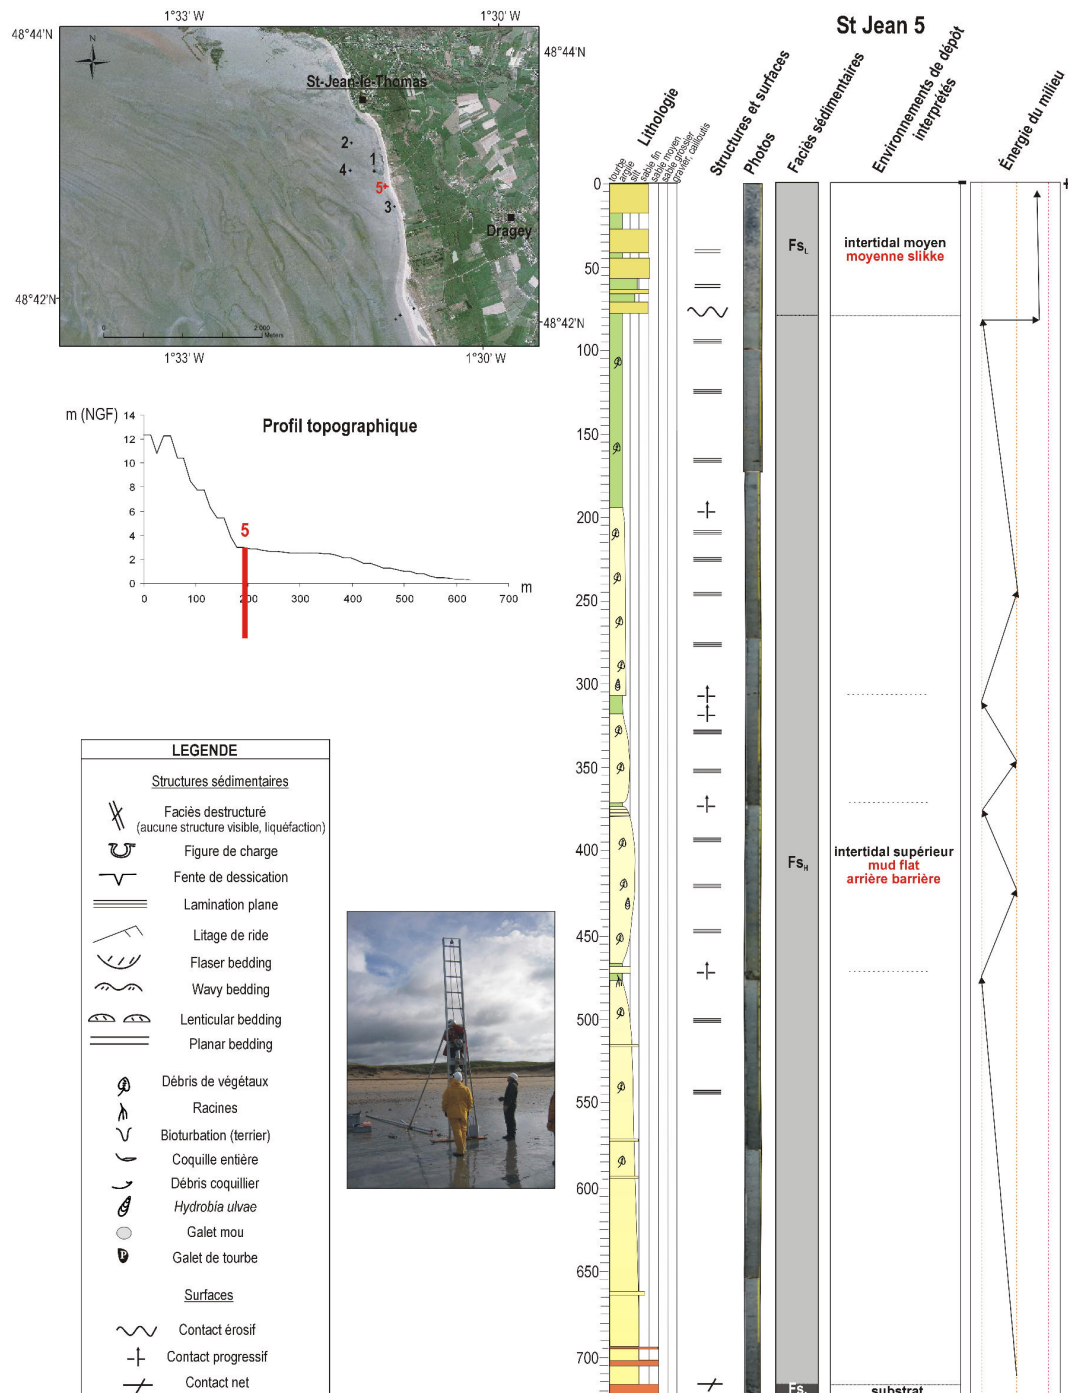 St Jean 5
1°33' W
1°30' W
48°44'N
48°44'N
N
St-Jean-le-Thomas
2
1
4
5
3
Dragey
48°42'N
48°42'N
0
2 000
Meters
1°33' W
1°30' W
Lithologie
Structures et surfaces
Photos
Faciès sédimentaires
Environnements de dépôt
interprétés
Énergie du milieu
tourbe
argile
silt
sable fin
sable moyen
sable grossier
gravier, cailloutis
- +
0
50
100
150
200
250
300
350
400
450
500
550
600
650
700
FsL
intertidal moyen
moyenne slikke
FsH
intertidal supérieur
mud flat
arrière barrière
substrat
m (NGF)
Profil topographique
14
12
10
8
6
4
2
0
5
0 100 200 300 400 500 600 700
m
LEGENDE
Structures sédimentaires
Faciès destructuré
(aucune structure visible, liquéfaction)
Figure de charge
Fente de dessication
Lamination plane
Litage de ride
Flaser bedding
Wavy bedding
Lenticular bedding
Planar bedding
Débris de végétaux
Racines
Bioturbation (terrier)
Coquille entière
Débris coquillier
Hydrobia ulvae
Galet mou
P
Galet de tourbe
Surfaces
Contact érosif
Contact progressif
Contact net